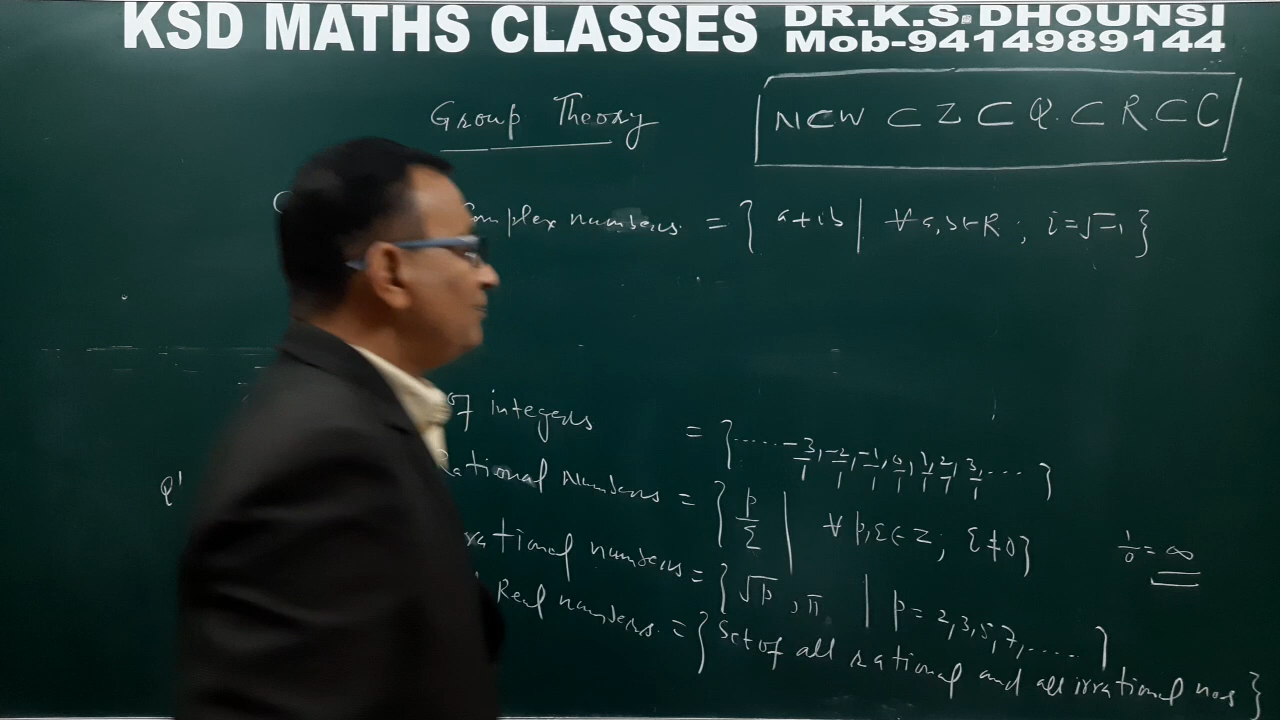 KSD MATHS CLASSES DR.K.S.DHOUNSI
Mob-9414989144
Group Theory
N⊂W ⊂ Z ⊂ Q ⊂ R ⊂ C
omplex numbers = { a+ib | ∀ a,b∈R ; i=√-1 }
of integers = { ..... -3/1, -2/1, -1/1, 0/1, 1/1, 2/1, 3/1, .... }
Q' Rational Numbers = { p/q | ∀ p,q∈Z; q≠0}
1/0 = ∞
rational numbers = { √p , π | p = 2,3,5,7,..... }
Real numbers = { Set of all rational and all irrational nos }